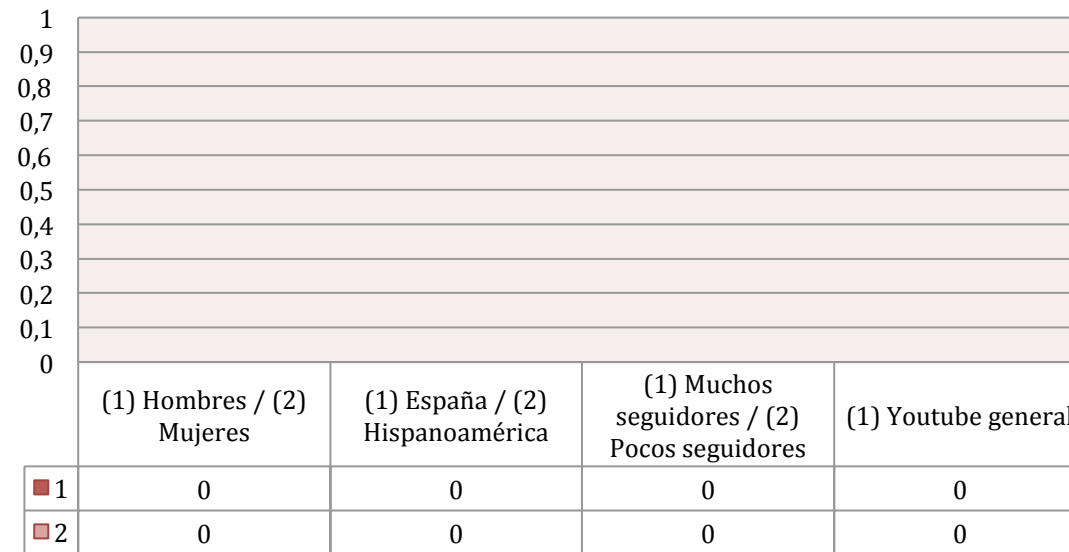 1
0,9
0,8
0,7
0,6
0,5
0,4
0,3
0,2
0,1
0
(1) Hombres / (2)
Mujeres
(1) España / (2)
Hispanoamérica
(1) Muchos
seguidores / (2)
Pocos seguidores
(1) Youtube general
1 0 0 0 0
2 0 0 0 0